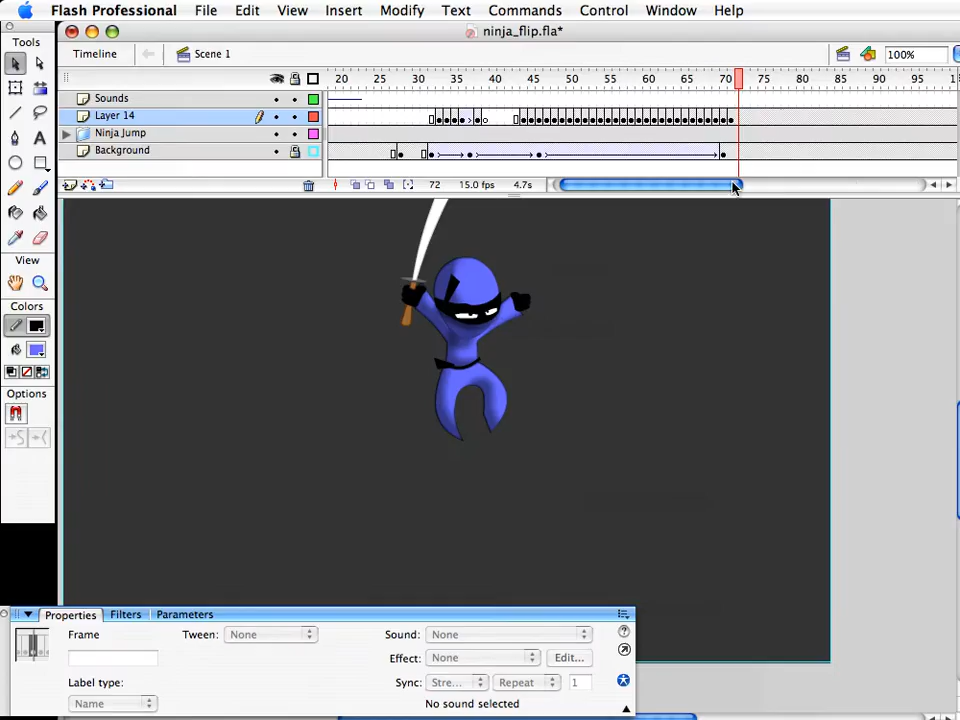 Flash Professional File Edit View Insert Modify Text Commands Control Window Help
ninja_flip.fla*
Tools
Timeline Scene 1 100%
20 25 30 35 40 45 50 55 60 65 70 75 80 85 90 95 1
Sounds
Layer 14
Ninja Jump
Background
72 15.0 fps 4.7s
A
View
Colors
Options
Properties Filters Parameters
Frame Tween: None Sound: None
Effect: None Edit...
Label type: Sync: Stre... Repeat 1
Name No sound selected